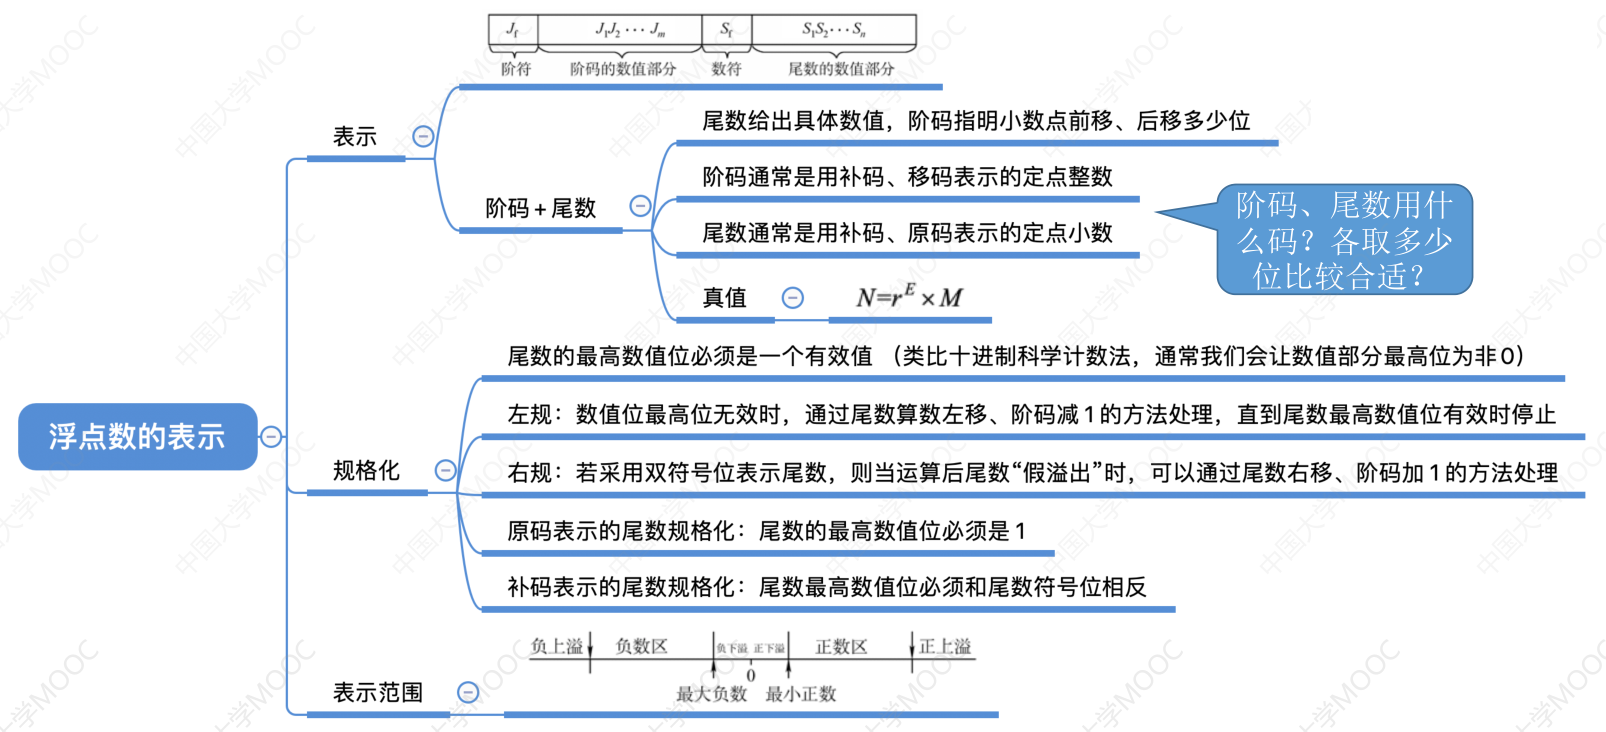 J_f J_1J_2 ··· J_m S_f S_1S_2···S_n
阶符 阶码的数值部分 数符 尾数的数值部分
表示
尾数给出具体数值，阶码指明小数点前移、后移多少位
阶码通常是用补码、移码表示的定点整数
阶码＋尾数
尾数通常是用补码、原码表示的定点小数
真值
N=r^E × M
阶码、尾数用什
么码？各取多少
位比较合适？
浮点数的表示
规格化
尾数的最高数值位必须是一个有效值 （类比十进制科学计数法，通常我们会让数值部分最高位为非0）
左规：数值位最高位无效时，通过尾数算数左移、阶码减1的方法处理，直到尾数最高数值位有效时停止
右规：若采用双符号位表示尾数，则当运算后尾数“假溢出”时，可以通过尾数右移、阶码加1的方法处理
原码表示的尾数规格化：尾数的最高数值位必须是1
补码表示的尾数规格化：尾数最高数值位必须和尾数符号位相反
表示范围
负上溢 负数区 负下溢 正下溢 正数区 正上溢
0
最大负数 最小正数
中国大学MOOC